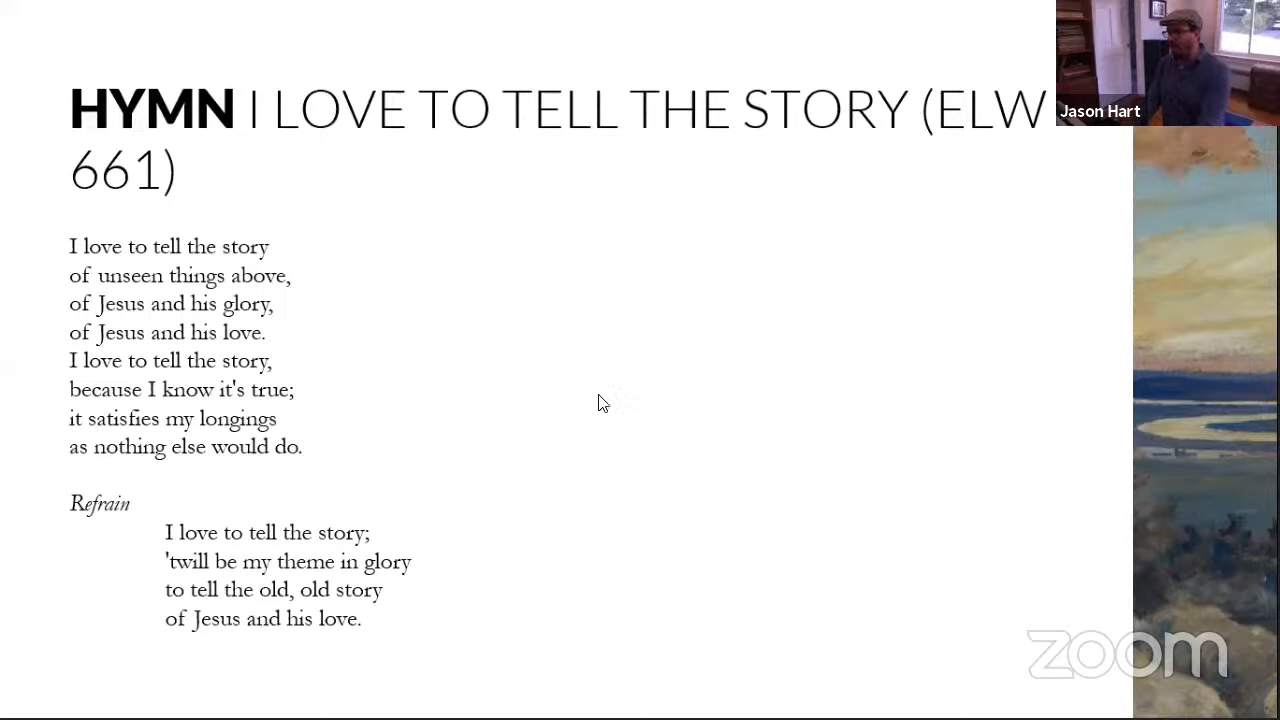 HYMN I LOVE TO TELL THE STORY (ELW
661)
Jason Hart
I love to tell the story
of unseen things above,
of Jesus and his glory,
of Jesus and his love.
I love to tell the story,
because I know it's true;
it satisfies my longings
as nothing else would do.
Refrain
I love to tell the story;
'twill be my theme in glory
to tell the old, old story
of Jesus and his love.
zoom